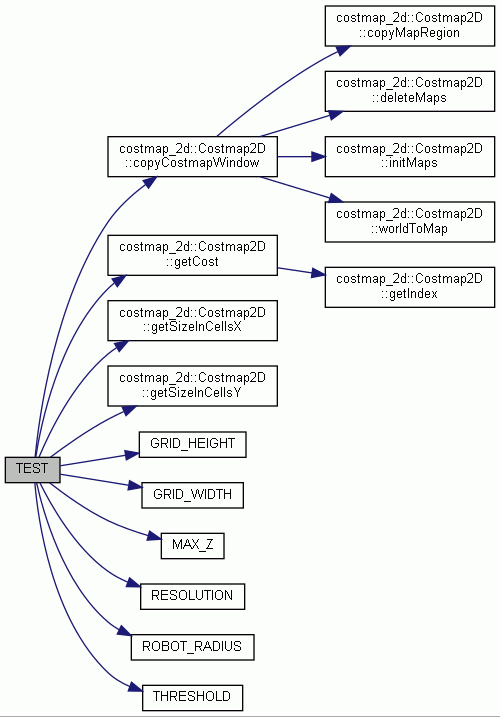 costmap_2d::Costmap2D
::copyMapRegion
costmap_2d::Costmap2D
::deleteMaps
costmap_2d::Costmap2D
::copyCostmapWindow
costmap_2d::Costmap2D
::initMaps
costmap_2d::Costmap2D
::worldToMap
costmap_2d::Costmap2D
::getCost
costmap_2d::Costmap2D
::getIndex
costmap_2d::Costmap2D
::getSizeInCellsX
costmap_2d::Costmap2D
::getSizeInCellsY
GRID_HEIGHT
TEST
GRID_WIDTH
MAX_Z
RESOLUTION
ROBOT_RADIUS
THRESHOLD